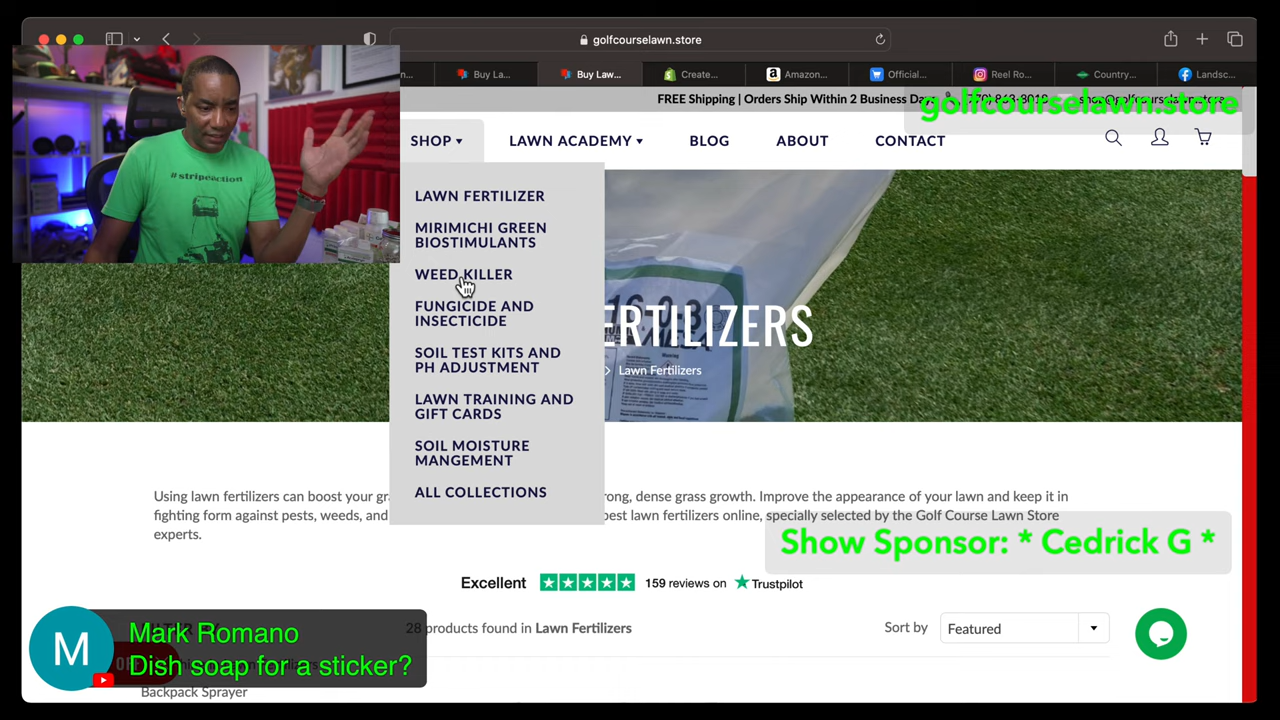 golfcourselawn.store
Buy La...
Buy Law...
Create...
Amazon...
Official...
Reel Ro...
Country...
Landsc...
FREE Shipping | Orders Ship Within 2 Business Days
golfcourselawn.store
#stripeaction
SHOP
LAWN ACADEMY
BLOG
ABOUT
CONTACT
LAWN FERTILIZER
MIRIMICHI GREEN
BIOSTIMULANTS
WEED KILLER
FUNGICIDE AND
INSECTICIDE
SOIL TEST KITS AND
PH ADJUSTMENT
LAWN TRAINING AND
GIFT CARDS
SOIL MOISTURE
MANGEMENT
ALL COLLECTIONS
ERTILIZERS
Lawn Fertilizers
Using lawn fertilizers can boost your gra rong, dense grass growth. Improve the appearance of your lawn and keep it in
fighting form against pests, weeds, and best lawn fertilizers online, specially selected by the Golf Course Lawn Store
experts.
Show Sponsor: * Cedrick G *
Excellent 159 reviews on Trustpilot
28 products found in Lawn Fertilizers
Sort by Featured
M
Mark Romano
Dish soap for a sticker?
Backpack Sprayer